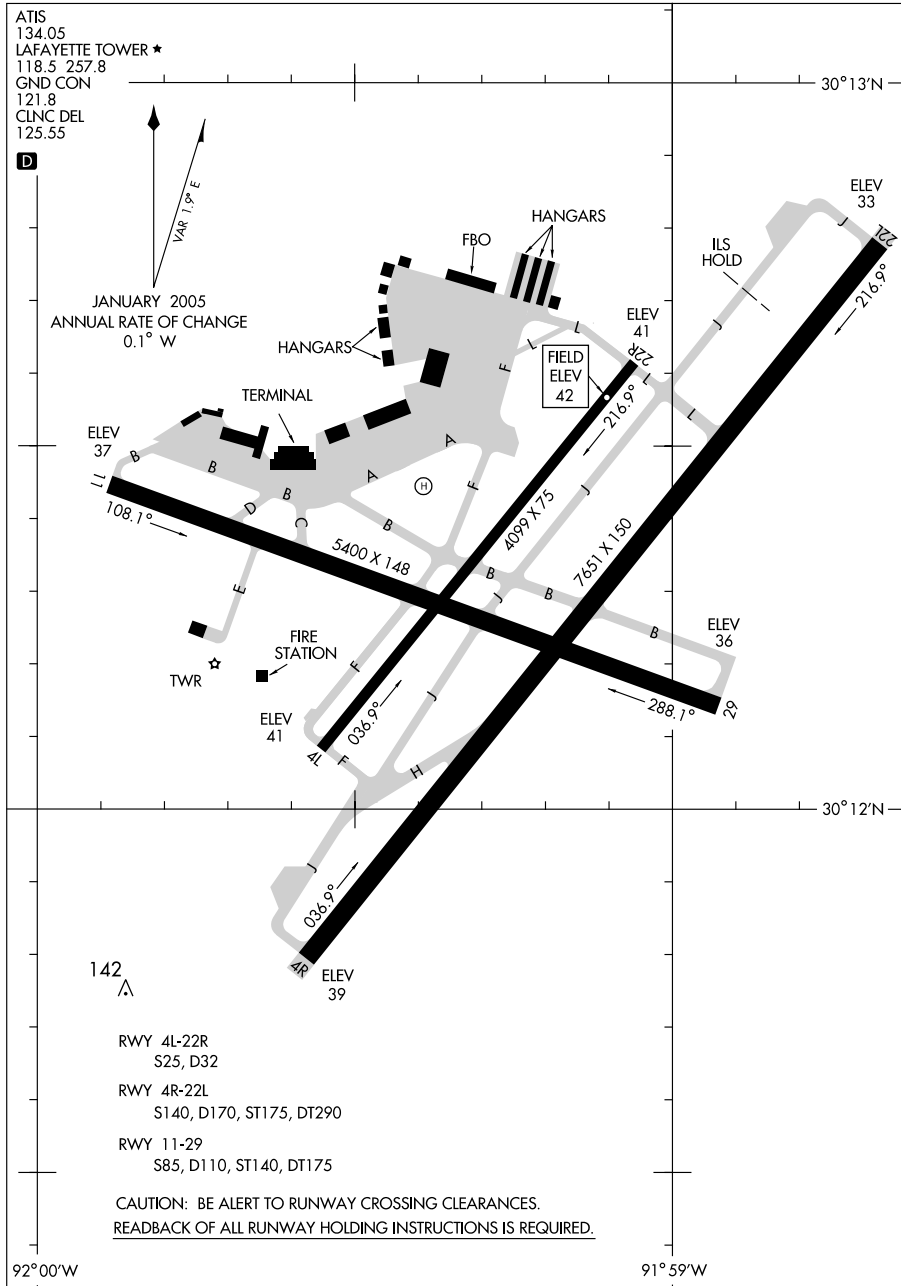 ATIS
134.05
LAFAYETTE TOWER ★
118.5 257.8
GND CON
121.8
CLNC DEL
125.55
D
30°13'N
VAR 1.9° E
JANUARY 2005
ANNUAL RATE OF CHANGE
0.1° W
HANGARS
FBO
ELEV
33
J
22L
216.9°
ILS
HOLD
J
HANGARS
L
L
F
ELEV
41
22R
FIELD
ELEV
42
216.9°
L
L
TERMINAL
ELEV
37
B
B
B
A
A
11
108.1°
D
C
H
F
B
4099 X 75
J
7651 X 150
5400 X 148
E
B
J
B
B
ELEV
36
TWR
FIRE
STATION
F
J
288.1°
29
ELEV
41
036.9°
4L
F
H
30°12'N
J
036.9°
4R
ELEV
39
142
RWY 4L-22R
S25, D32
RWY 4R-22L
S140, D170, ST175, DT290
RWY 11-29
S85, D110, ST140, DT175
CAUTION: BE ALERT TO RUNWAY CROSSING CLEARANCES.
READBACK OF ALL RUNWAY HOLDING INSTRUCTIONS IS REQUIRED.
92°00'W
91°59'W